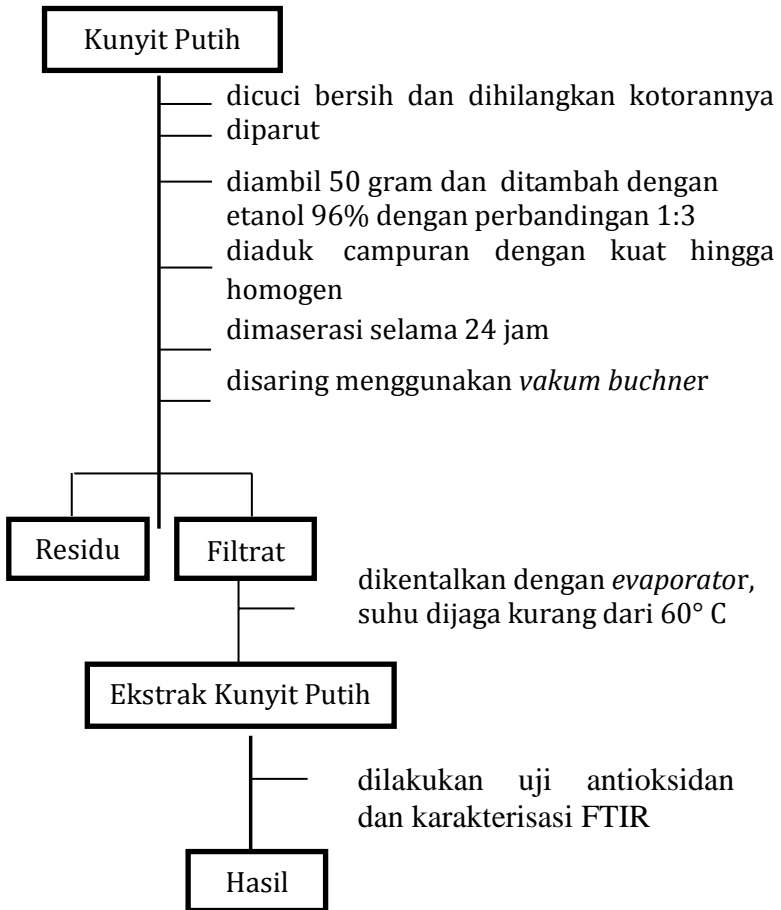 Kunyit Putih
dicuci bersih dan dihilangkan kotorannya
diparut
diambil 50 gram dan ditambah dengan
etanol 96% dengan perbandingan 1:3
diaduk campuran dengan kuat hingga
homogen
dimaserasi selama 24 jam
disaring menggunakan vakum buchner
Residu
Filtrat
dikentalkan dengan evaporator,
suhu dijaga kurang dari 60° C
Ekstrak Kunyit Putih
dilakukan uji antioksidan
dan karakterisasi FTIR
Hasil